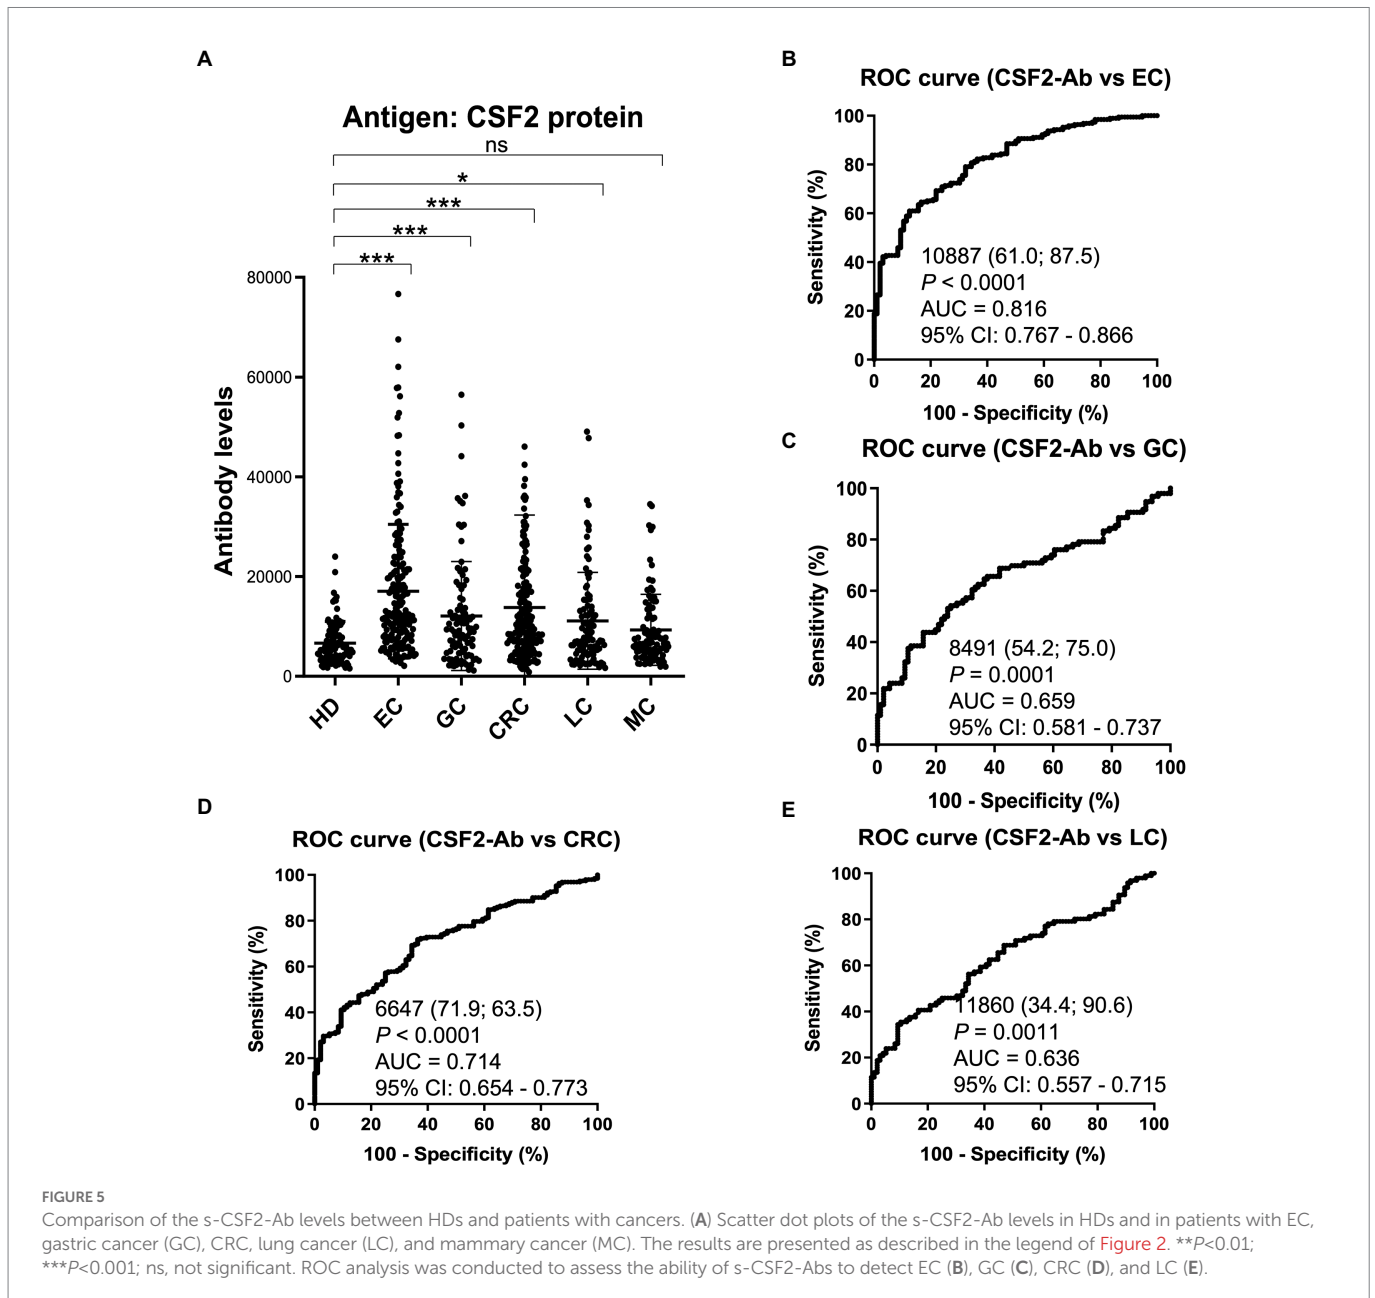 A
Antigen: CSF2 protein
ns
*
***
***
***
80000
60000
40000
20000
0
Antibody levels
HD
EC
GC
CRC
LC
MC
B
ROC curve (CSF2-Ab vs EC)
100
80
60
40
20
0
Sensitivity (%)
10887 (61.0; 87.5)
P < 0.0001
AUC = 0.816
95% CI: 0.767 - 0.866
0 20 40 60 80 100
100 - Specificity (%)
C
ROC curve (CSF2-Ab vs GC)
100
80
60
40
20
0
Sensitivity (%)
8491 (54.2; 75.0)
P = 0.0001
AUC = 0.659
95% CI: 0.581 - 0.737
0 20 40 60 80 100
100 - Specificity (%)
D
ROC curve (CSF2-Ab vs CRC)
100
80
60
40
20
0
Sensitivity (%)
6647 (71.9; 63.5)
P < 0.0001
AUC = 0.714
95% CI: 0.654 - 0.773
0 20 40 60 80 100
100 - Specificity (%)
E
ROC curve (CSF2-Ab vs LC)
100
80
60
40
20
0
Sensitivity (%)
11860 (34.4; 90.6)
P = 0.0011
AUC = 0.636
95% CI: 0.557 - 0.715
0 20 40 60 80 100
100 - Specificity (%)
FIGURE 5
Comparison of the s-CSF2-Ab levels between HDs and patients with cancers. (A) Scatter dot plots of the s-CSF2-Ab levels in HDs and in patients with EC,
gastric cancer (GC), CRC, lung cancer (LC), and mammary cancer (MC). The results are presented as described in the legend of Figure 2. **P<0.01;
***P<0.001; ns, not significant. ROC analysis was conducted to assess the ability of s-CSF2-Abs to detect EC (B), GC (C), CRC (D), and LC (E).